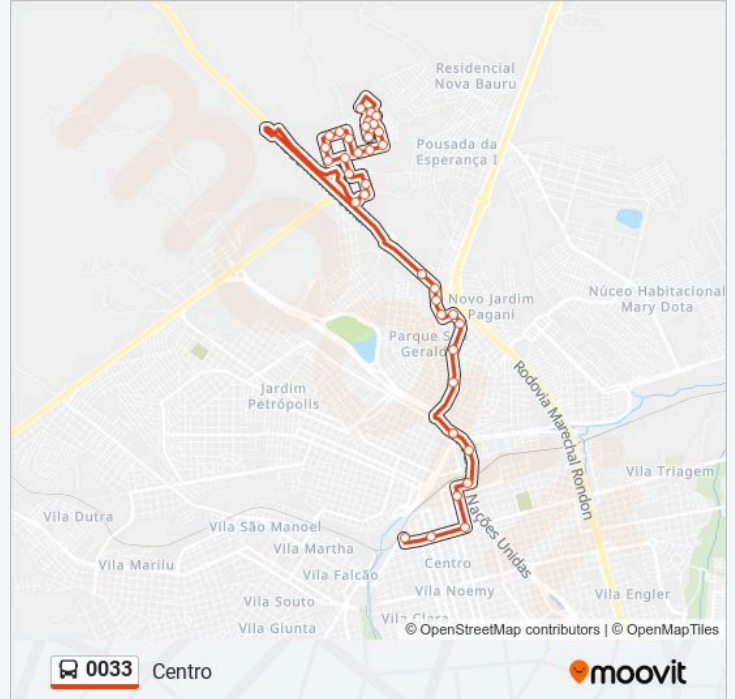 Residencial
Nova Bauru
Pousada da
Esperança I
Novo Jardim
Pagani
Núceo Habitacional
Mary Dota
Parque S
Gerald
Jardim
Petrópolis
Rodovia Marechal Rondon
Vila Triagem
Vila Dutra
Vila São Manoel
Nações Unidas
Vila Martha
Vila Marilu
Centro
Vila Falcão
Vila Noemy
Vila Engler
Vila Souto
Vila Clara
Vila Giunta
© OpenStreetMap contributors | © OpenMapTiles
0033 Centro
moovit